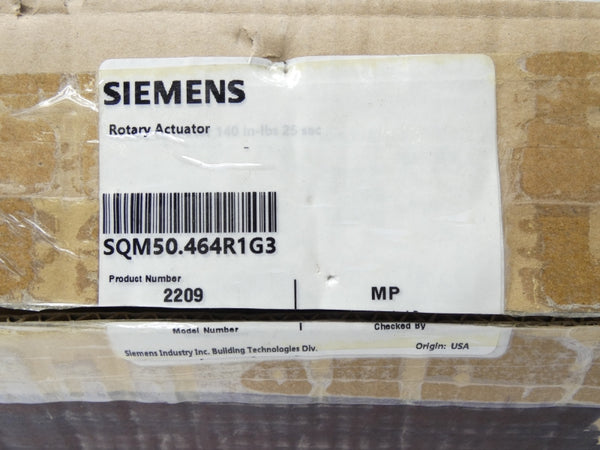 SIEMENS
Rotary Actuator 140 in-lbs 25 sec
SQM50.464R1G3
Product Number
2209 MP
Model Number Checked By
Siemens Industry Inc. Building Technologies Div. Origin: USA